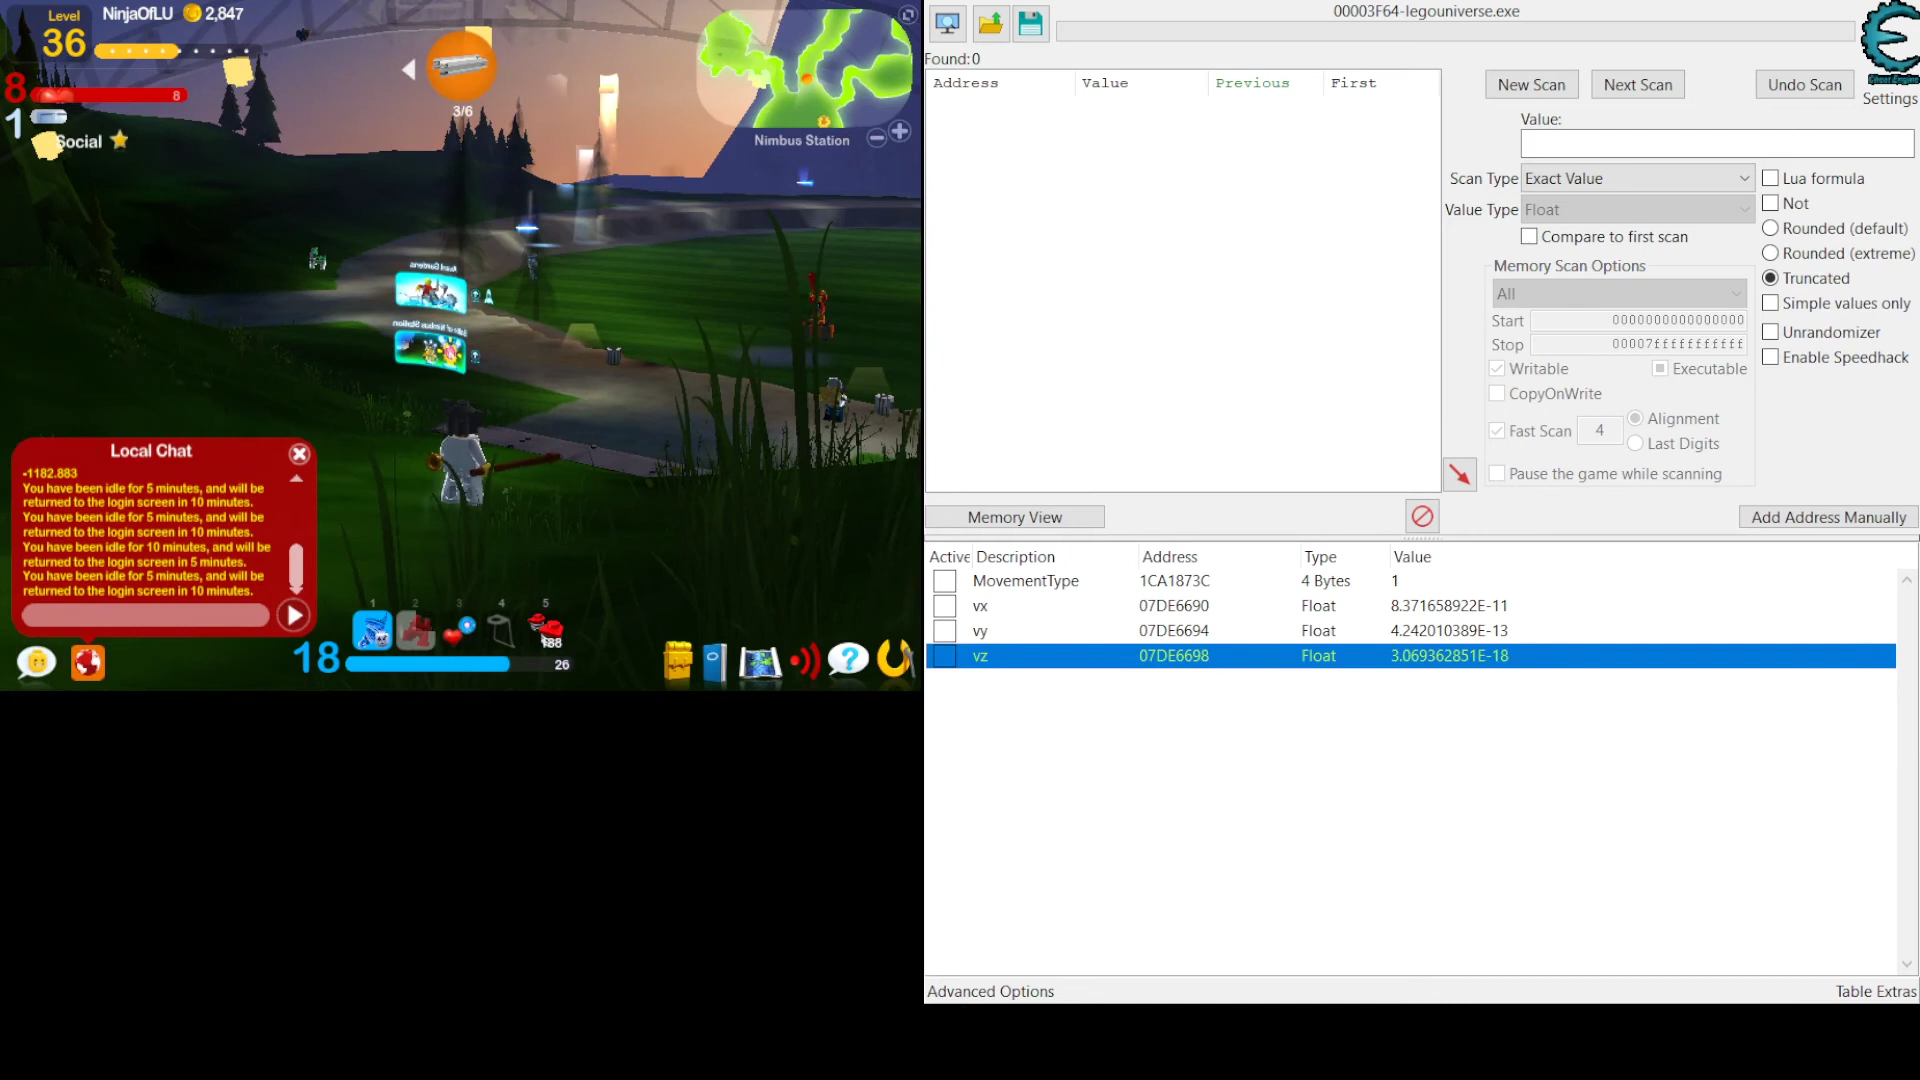 Level
36
NinjaOfLU 2,847
8 8
1
Social
3/6
Nimbus Station
Avant Gardens
Battle of Nimbus Station
Local Chat
-1182.883
You have been idle for 5 minutes, and will be
returned to the login screen in 10 minutes.
You have been idle for 5 minutes, and will be
returned to the login screen in 10 minutes.
You have been idle for 10 minutes, and will be
returned to the login screen in 5 minutes.
You have been idle for 5 minutes, and will be
returned to the login screen in 10 minutes.
1 2 3 4 5
188
18 26
00003F64-legouniverse.exe
Found:0
Address Value Previous First
New Scan Next Scan Undo Scan
Cheat Engine
Settings
Value:
Scan Type Exact Value
Value Type Float
Compare to first scan
Lua formula
Not
Rounded (default)
Rounded (extreme)
Truncated
Simple values only
Unrandomizer
Enable Speedhack
Memory Scan Options
All
Start 0000000000000000
Stop 00007fffffffffff
Writable Executable
CopyOnWrite
Fast Scan 4 Alignment
Last Digits
Pause the game while scanning
Memory View Add Address Manually
Active Description Address Type Value
MovementType 1CA1873C 4 Bytes 1
vx 07DE6690 Float 8.371658922E-11
vy 07DE6694 Float 4.242010389E-13
vz 07DE6698 Float 3.069362851E-18
Advanced Options Table Extras